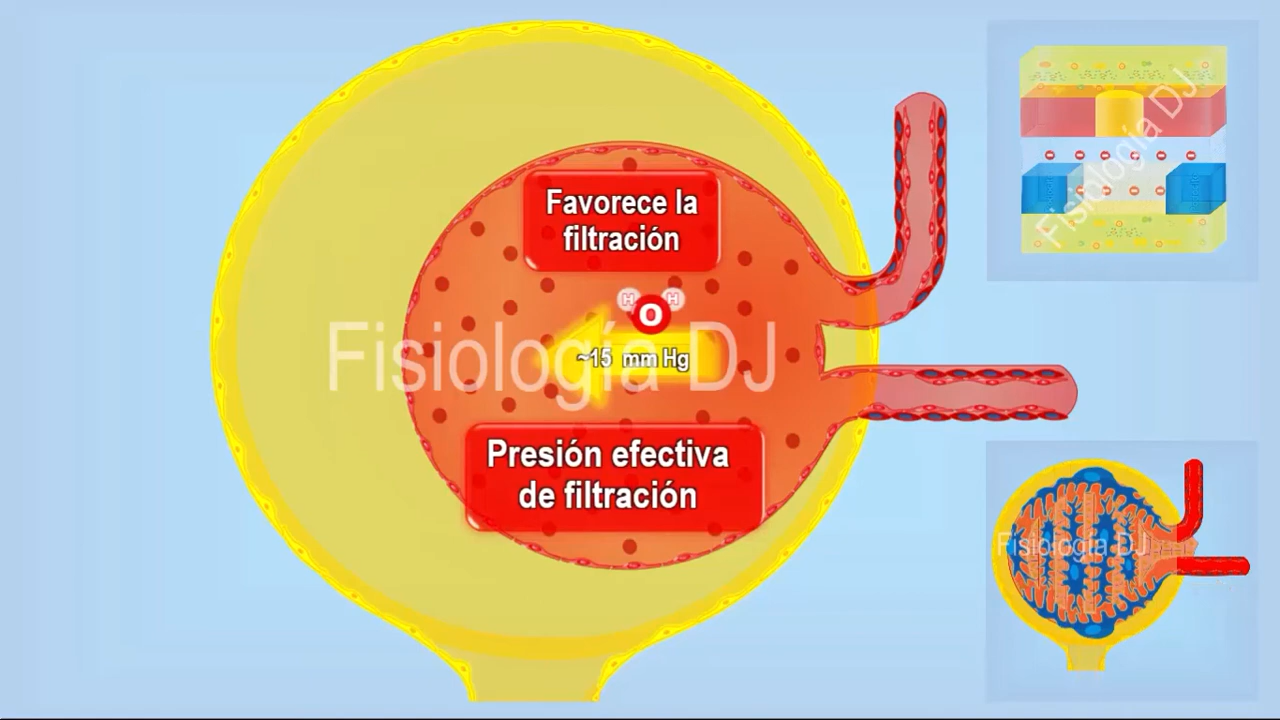 Favorece la
filtración
H O H
~15 mm Hg
Fisiología DJ
Presión efectiva
de filtración
Fisiología DJ
Fisiología DJ